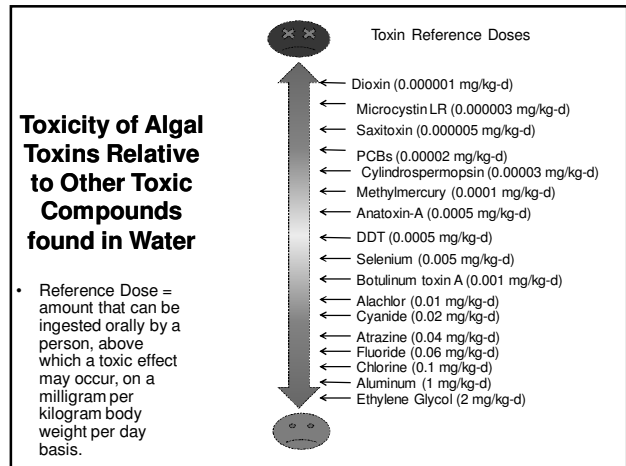 Toxicity of Algal
Toxins Relative
to Other Toxic
Compounds
found in Water
• Reference Dose =
amount that can be
ingested orally by a
person, above
which a toxic effect
may occur, on a
milligram per
kilogram body
weight per day
basis.
Toxin Reference Doses
Dioxin (0.000001 mg/kg-d)
Microcystin LR (0.000003 mg/kg-d)
Saxitoxin (0.000005 mg/kg-d)
PCBs (0.00002 mg/kg-d)
Cylindrospermopsin (0.00003 mg/kg-d)
Methylmercury (0.0001 mg/kg-d)
Anatoxin-A (0.0005 mg/kg-d)
DDT (0.0005 mg/kg-d)
Selenium (0.005 mg/kg-d)
Botulinum toxin A (0.001 mg/kg-d)
Alachlor (0.01 mg/kg-d)
Cyanide (0.02 mg/kg-d)
Atrazine (0.04 mg/kg-d)
Fluoride (0.06 mg/kg-d)
Chlorine (0.1 mg/kg-d)
Aluminum (1 mg/kg-d)
Ethylene Glycol (2 mg/kg-d)